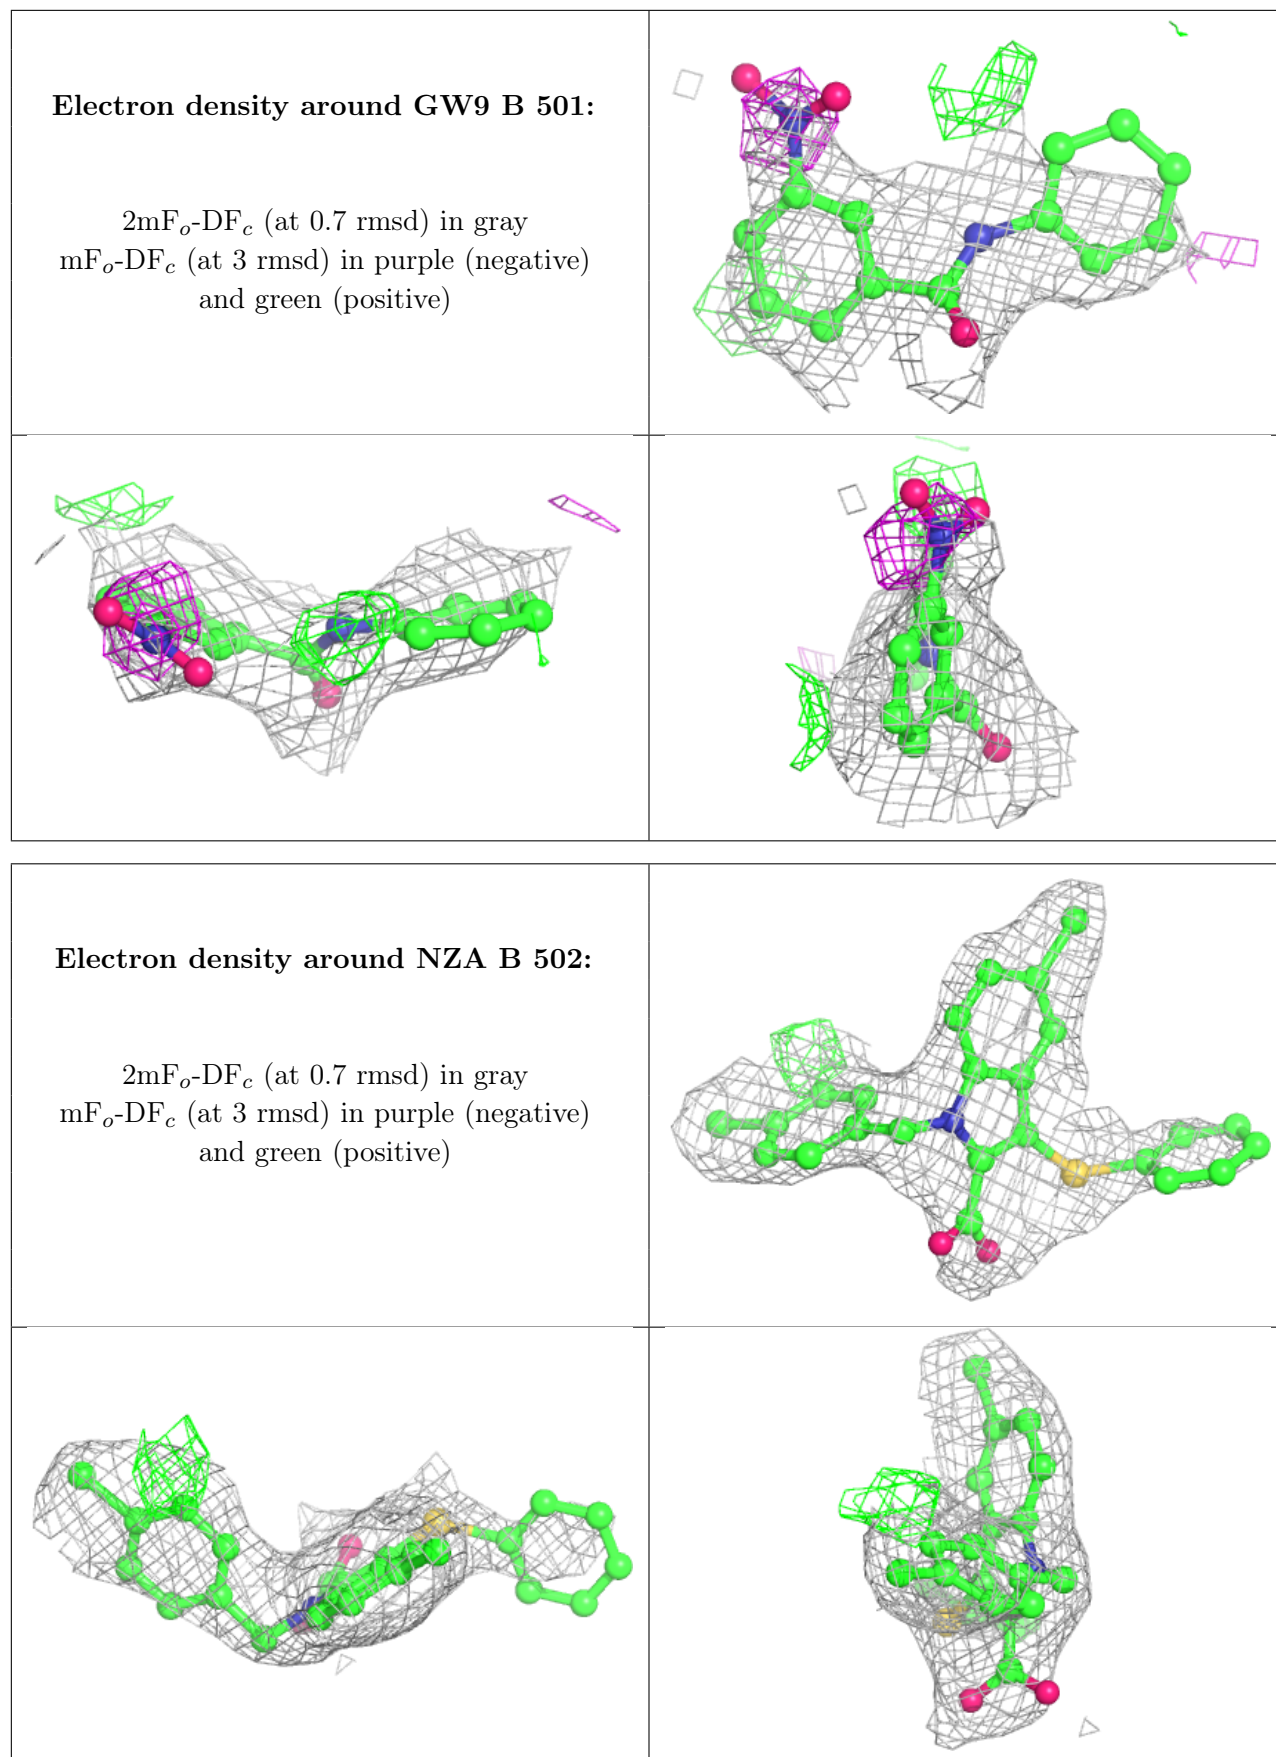 Electron density around GW9 B 501:
2mFo-DFc (at 0.7 rmsd) in gray
mFo-DFc (at 3 rmsd) in purple (negative)
and green (positive)
Electron density around NZA B 502:
2mFo-DFc (at 0.7 rmsd) in gray
mFo-DFc (at 3 rmsd) in purple (negative)
and green (positive)